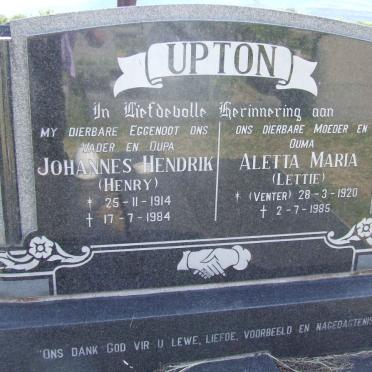 UPTON
In Liefdevolle Herinnering aan
MY DIERBARE EGGENOOT ONS
VADER EN OUPA
JOHANNES HENDRIK
(HENRY)
* 25-11-1914
† 17-7-1984
ONS DIERBARE MOEDER EN
OUMA
ALETTA MARIA
(LETTIE)
* (VENTER) 28-3-1920
† 2-7-1985
"ONS DANK GOD VIR U LEWE, LIEFDE, VOORBEELD EN NAGEDAGTENIS